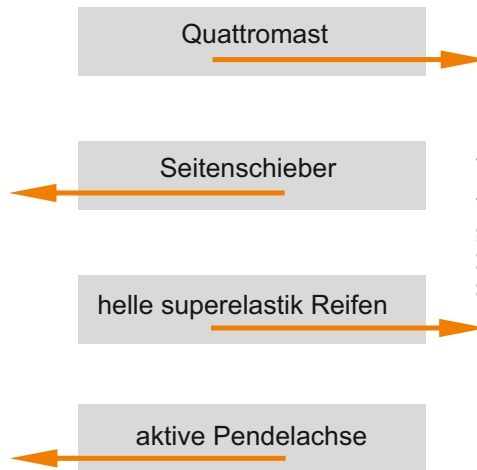 Quattromast
Seitenschieber
helle superelastik Reifen
aktive Pendelachse